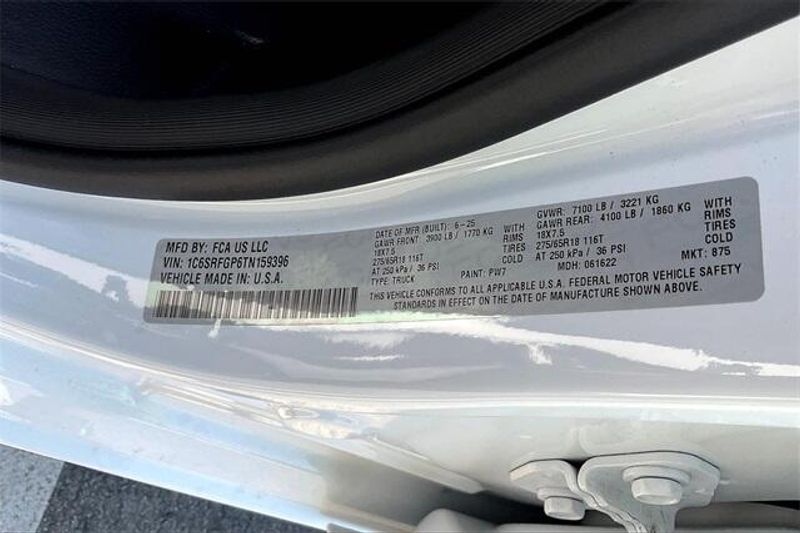 MFD BY: FCA US LLC
VIN: 1C6SRFGP6TN159396
VEHICLE MADE IN U.S.A.
DATE OF MFR (BUILT): 6-25
GAWR FRONT: 3900 LB / 1770 KG WITH
18X7.5 RIMS
275/65R18 116T TIRES
AT 250 kPa / 36 PSI COLD
TYPE: TRUCK PAINT: PW7
GVWR: 7100 LB / 3221 KG
GAWR REAR: 4100 LB / 1860 KG WITH
18X7.5 RIMS
275/65R18 116T TIRES
AT 250 kPa / 36 PSI COLD
MDH: 061622 MKT: 875
THIS VEHICLE CONFORMS TO ALL APPLICABLE U.S.A. FEDERAL MOTOR VEHICLE SAFETY
STANDARDS IN EFFECT ON THE DATE OF MANUFACTURE SHOWN ABOVE.